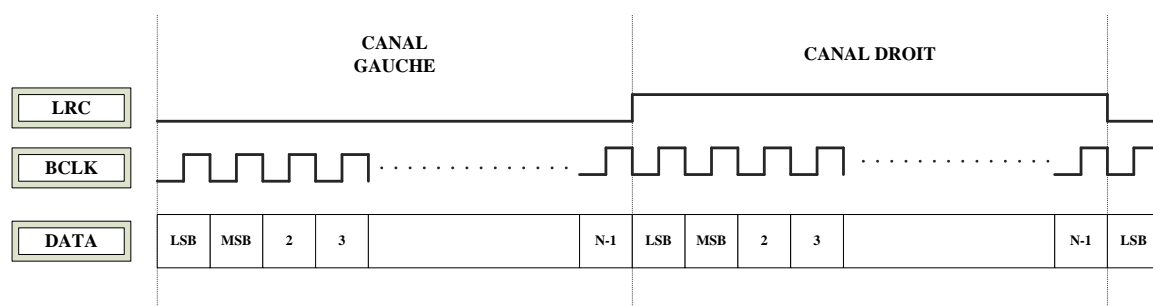 CANAL
GAUCHE
CANAL DROIT
LRC
BCLK
DATA
LSB MSB 2 3 N-1 LSB MSB 2 3 N-1 LSB